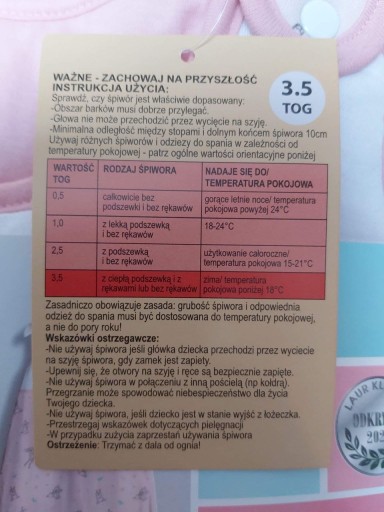 WAŻNE - ZACHOWAJ NA PRZYSZŁOŚĆ
INSTRUKCJA UŻYCIA:
3.5
TOG
Sprawdź, czy śpiwór jest właściwie dopasowany:
-Obszar barków musi dobrze przylegać.
-Głowa nie może przechodzić przez wycięcie na szyję.
-Minimalna odległość między stopami i dolnym końcem śpiwora 10cm
Używaj różnych śpiworów i odzieży do spania w zależności od
temperatury pokojowej - patrz ogólne wartości orientacyjne poniżej
WARTOŚĆ TOG RODZAJ ŚPIWORA NADAJE SIĘ DO/ TEMPERATURA POKOJOWA
0,5 całkowicie bez podszewki i bez rękawów gorące letnie noce/ temperatura pokojowa powyżej 24°C
1,0 z lekką podszewką i bez rękawów 18-24°C
2,5 z podszewką i bez rękawów użytkowanie całoroczne/ temperatura pokojowa 15-21°C
3,5 z ciepłą podszewką i z rękawami lub bez rękawów zima/ temperatura pokojowa poniżej 18°C
Zasadniczo obowiązuje zasada: grubość śpiwora i odpowiednia
odzież do spania musi być dostosowana do temperatury pokojowej,
a nie do pory roku!
Wskazówki ostrzegawcze:
-Nie używaj śpiwora jeśli główka dziecka przechodzi przez wycięcie
na szyję śpiwora, gdy zamek jest zapięty.
-Upewnij się, że otwory na szyję i ręce są bezpiecznie zapięte.
-Nie używaj śpiwora w połączeniu z inną pościelą (np kołdrą).
Przegrzanie może spowodować niebezpieczeństwo dla życia
Twojego dziecka.
-Nie używaj śpiwora, jeśli dziecko jest w stanie wyjść z łóżeczka.
-Przestrzegaj wskazówek dotyczących pielęgnacji
-W przypadku zużycia zaprzestań używania śpiwora
Ostrzeżenie: Trzymać z dala od ognia!
LAUR